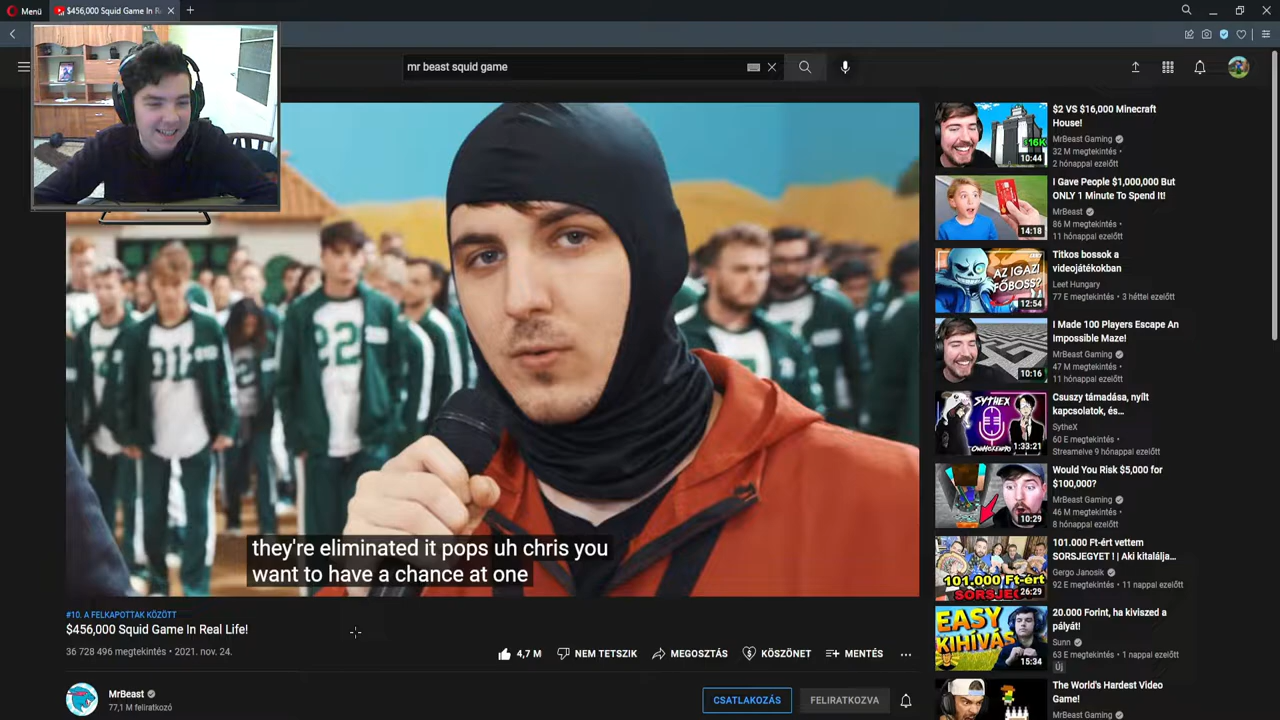 Menü
$456,000 Squid Game In R
mr beast squid game
they're eliminated it pops uh chris you
want to have a chance at one
#10. A FELKAPOTTAK KÖZÖTT
$456,000 Squid Game In Real Life!
36 728 496 megtekintés • 2021. nov. 24.
4,7 M
NEM TETSZIK
MEGOSZTÁS
KÖSZÖNET
MENTÉS
MrBeast
77,1 M feliratkozó
CSATLAKOZÁS
FELIRATKOZVA
10:44
$2 VS $16,000 Minecraft
House!
MrBeast Gaming
32 M megtekintés •
2 hónappal ezelőtt
14:18
I Gave People $1,000,000 But
ONLY 1 Minute To Spend It!
MrBeast
86 M megtekintés •
11 hónappal ezelőtt
AZ IGAZI
FŐBOSS?
12:54
Titkos bossok a
videojátékokban
Leet Hungary
77 E megtekintés • 3 héttel ezelőtt
10:16
I Made 100 Players Escape An
Impossible Maze!
MrBeast Gaming
47 M megtekintés •
11 hónappal ezelőtt
SYTHEX
1:33:21
Csuszy támadása, nyílt
kapcsolatok, és...
SytheX
60 E megtekintés •
Streamelve 9 hónappal ezelőtt
10:29
Would You Risk $5,000 for
$100,000?
MrBeast Gaming
46 M megtekintés •
8 hónappal ezelőtt
101.000 Ft-ért
SORSJEGY
26:29
101.000 Ft-ért vettem
SORSJEGYET ! | Aki kitalálja...
Gergo Janosik
92 E megtekintés • 11 nappal ezelőtt
EASY
KIHÍVÁS
15:34
20.000 Forint, ha kiviszed a
pályát!
Sunn
63 E megtekintés • 1 nappal ezelőtt
Új
The World's Hardest Video
Game!
MrBeast Gaming